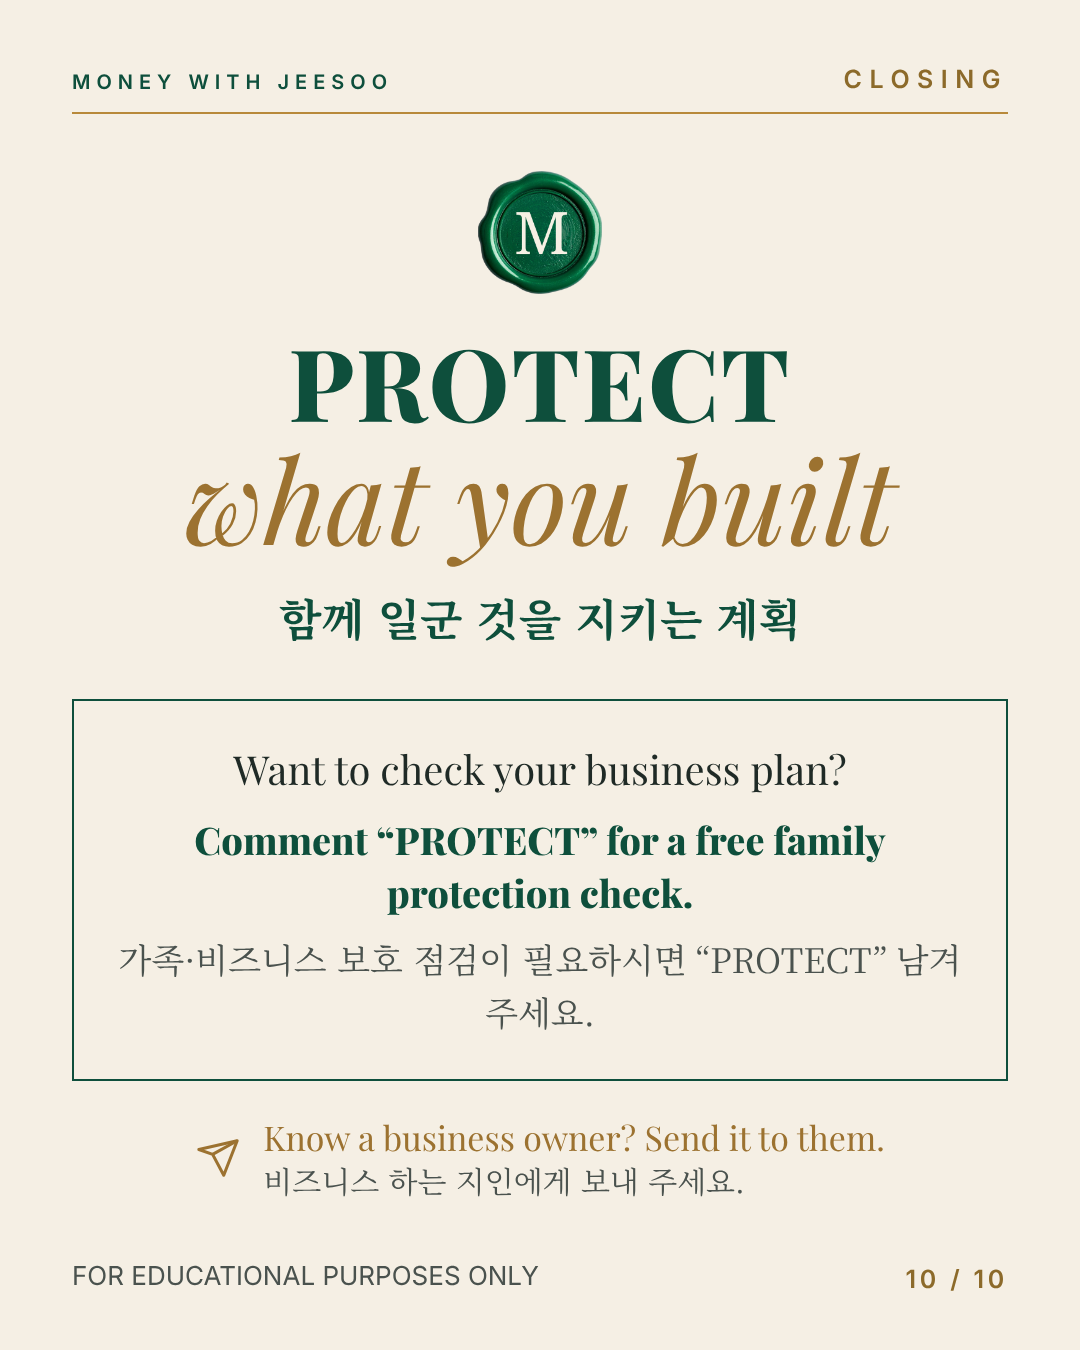 MONEY WITH JEESOO
CLOSING
M
PROTECT
what you built
함께 일군 것을 지키는 계획
Want to check your business plan?
Comment “PROTECT” for a free family
protection check.
가족·비즈니스 보호 점검이 필요하시면 “PROTECT” 남겨
주세요.
Know a business owner? Send it to them.
비즈니스 하는 지인에게 보내 주세요.
FOR EDUCATIONAL PURPOSES ONLY
10 / 10